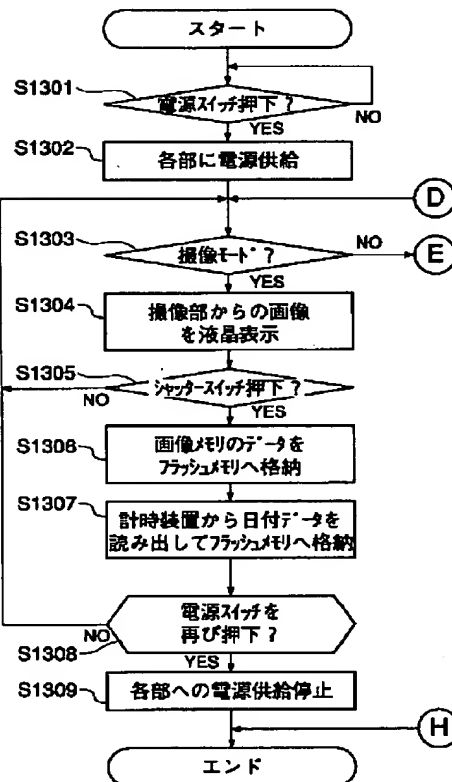 スタート
S1301
電源スイッチ押下?
NO
YES
S1302
各部に電源供給
D
S1303
撮像モード?
NO
E
YES
S1304
撮像部からの画像
を液晶表示
S1305
シャッタースイッチ押下?
NO
YES
S1306
画像メモリのデータを
フラッシュメモリへ格納
S1307
計時装置から日付データを
読み出してフラッシュメモリへ格納
電源スイッチを
再び押下?
NO
S1308
YES
S1309
各部への電源供給停止
H
エンド